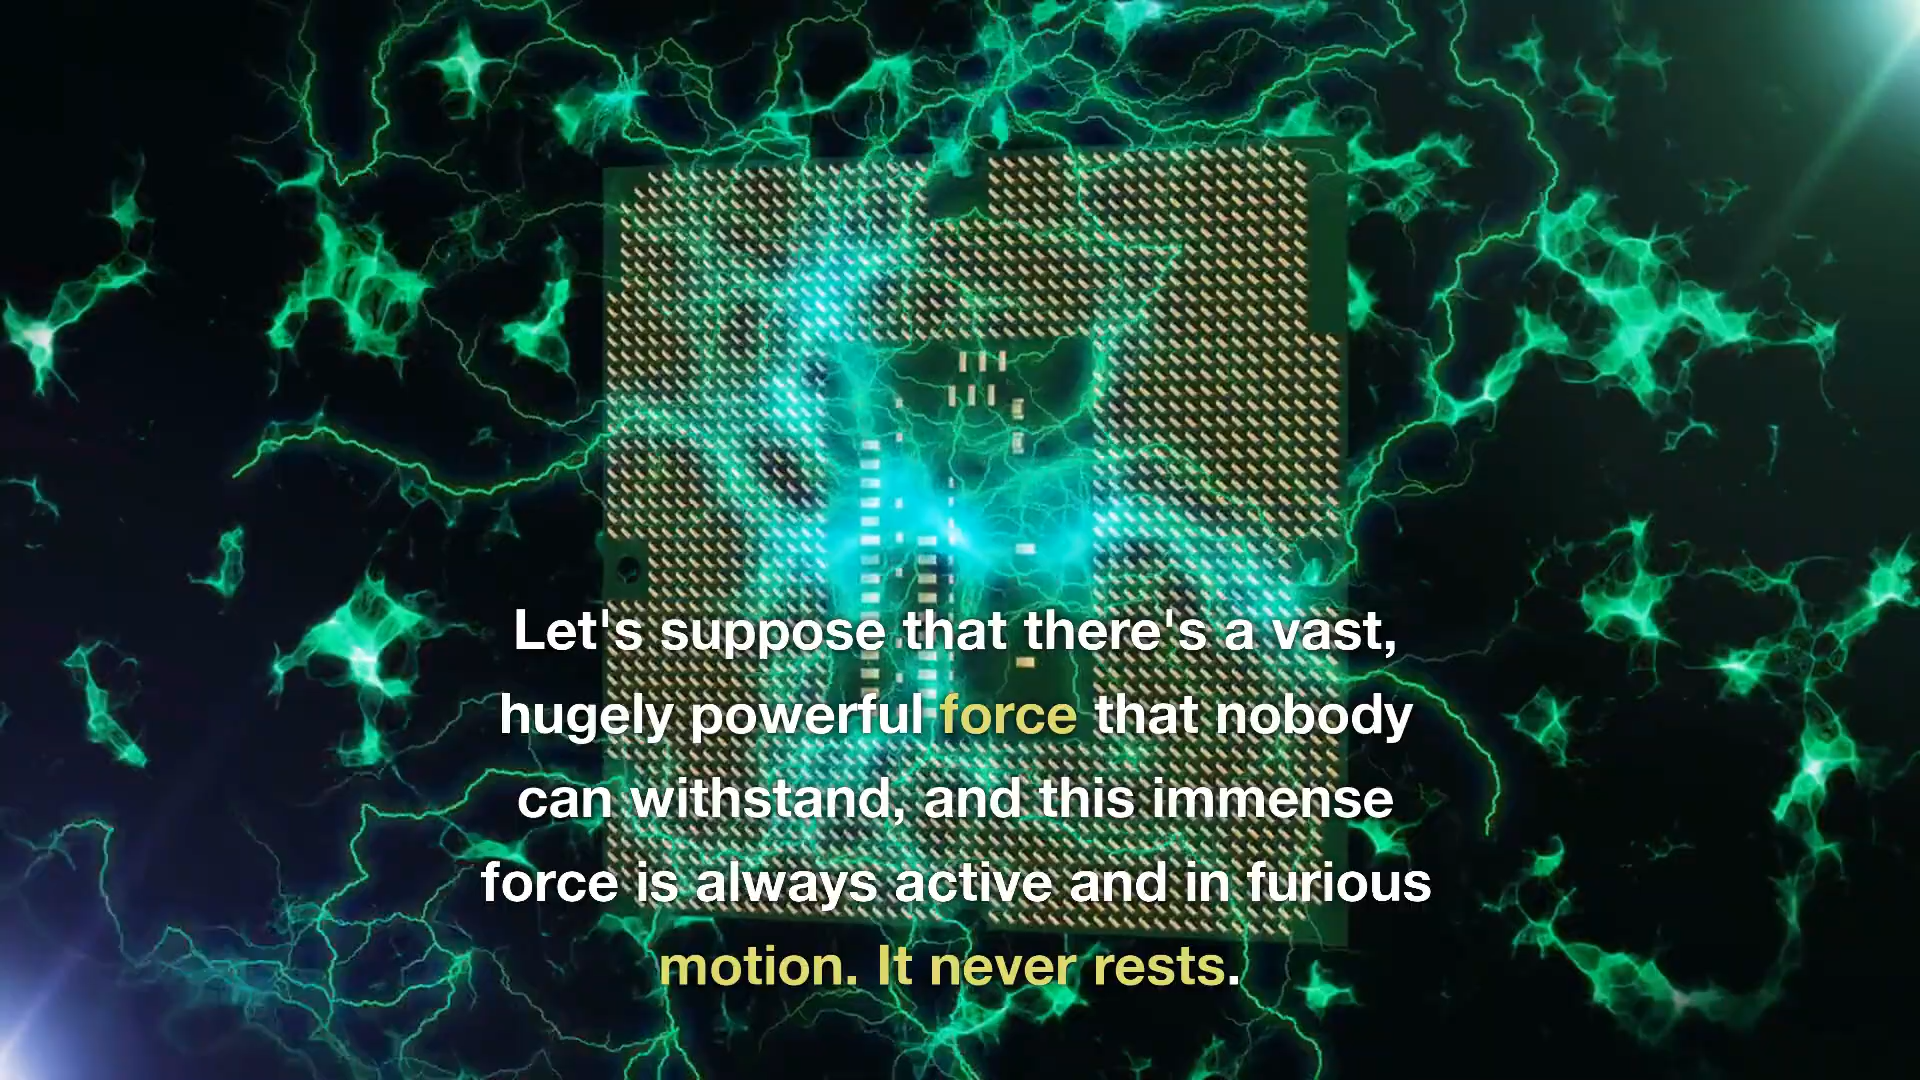 Let's suppose that there's a vast,
hugely powerful force that nobody
can withstand, and this immense
force is always active and in furious
motion. It never rests.